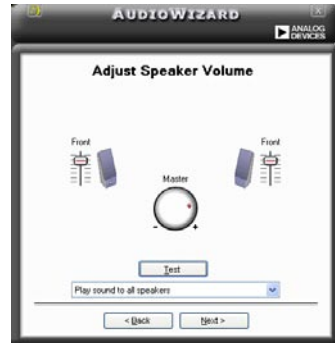 AUDIOWIZARD
ANALOG
DEVICES
Adjust Speaker Volume
Front
Front
Master
- +
Test
Play sound to all speakers
< Back Next >